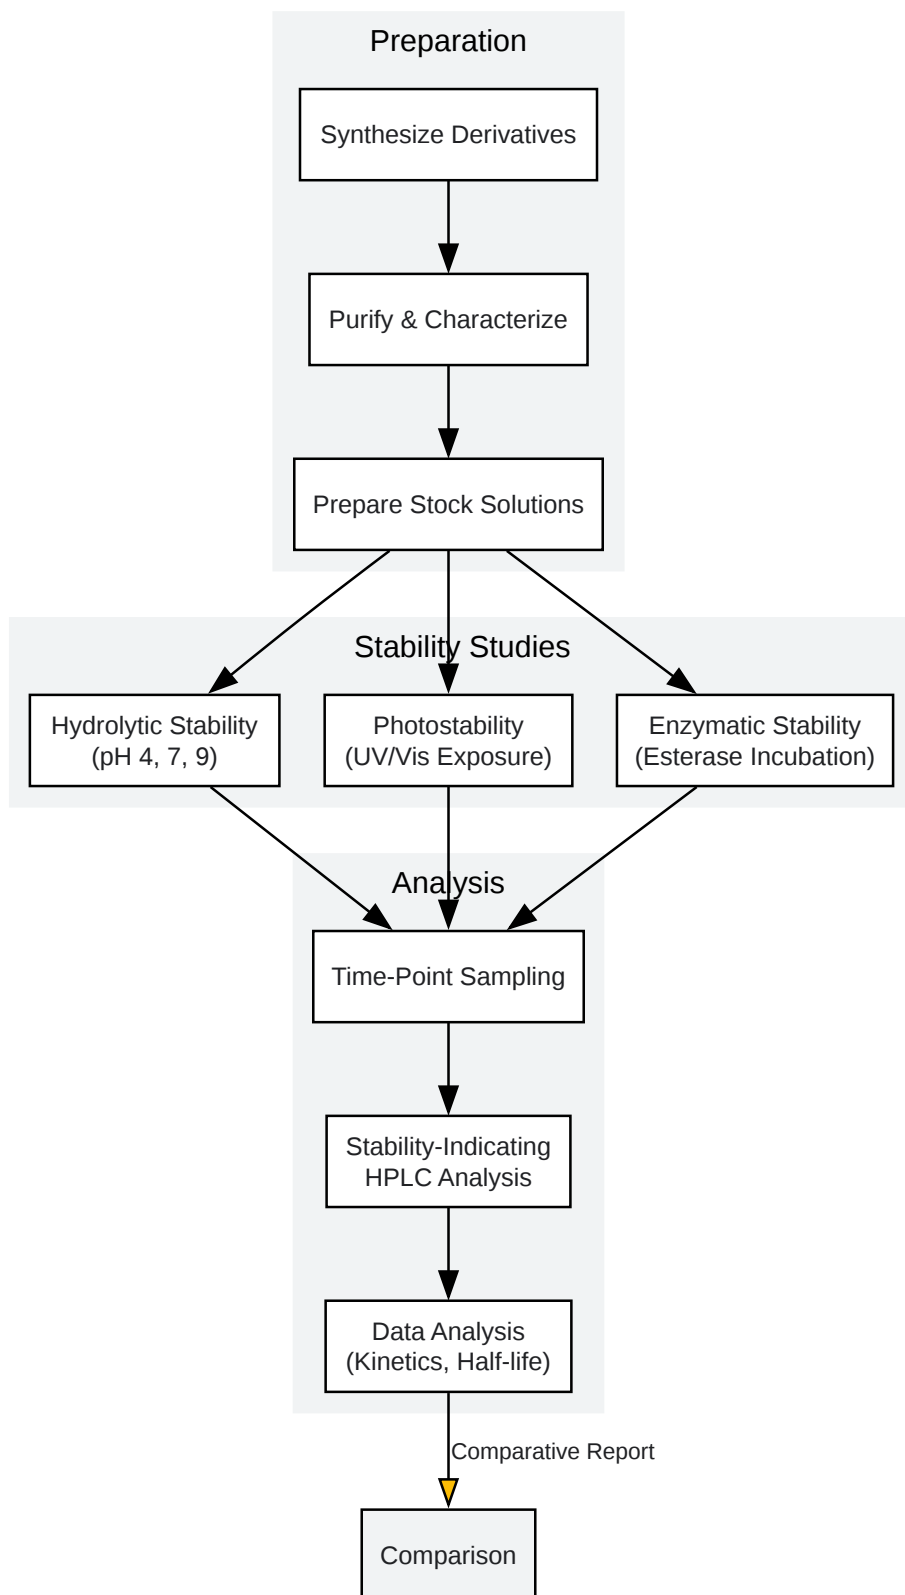 Preparation
Synthesize Derivatives
Purify & Characterize
Prepare Stock Solutions
Stability Studies
Hydrolytic Stability
(pH 4, 7, 9)
Photostability
(UV/Vis Exposure)
Enzymatic Stability
(Esterase Incubation)
Analysis
Time-Point Sampling
Stability-Indicating
HPLC Analysis
Data Analysis
(Kinetics, Half-life)
Comparative Report
Comparison